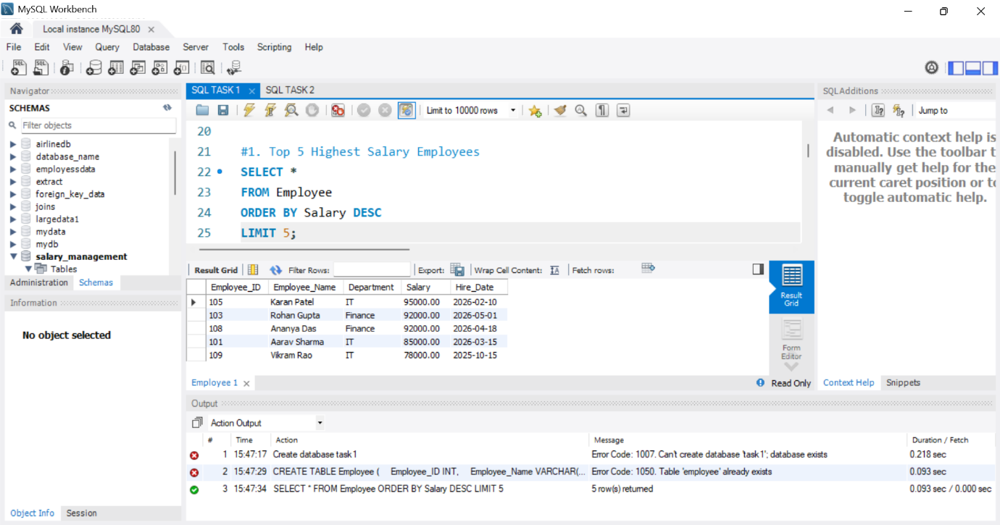 MySQL Workbench
Local instance MySQL80
File Edit View Query Database Server Tools Scripting Help
Navigator
SCHEMAS
Filter objects
airlinedb
database_name
employessdata
extract
foreign_key_data
joins
largedata1
mydata
mydb
salary_management
Tables
Administration Schemas
Information
No object selected
Object Info Session
SQL TASK 1 SQL TASK 2
Limit to 10000 rows
20
21 #1. Top 5 Highest Salary Employees
22 SELECT *
23 FROM Employee
24 ORDER BY Salary DESC
25 LIMIT 5;
Result Grid Filter Rows: Export: Wrap Cell Content: Fetch rows:
Employee_ID Employee_Name Department Salary Hire_Date
105 Karan Patel IT 95000.00 2026-02-10
103 Rohan Gupta Finance 92000.00 2026-05-01
108 Ananya Das Finance 92000.00 2026-04-18
101 Aarav Sharma IT 85000.00 2026-03-15
109 Vikram Rao IT 78000.00 2025-10-15
Result
Grid
Form
Editor
Employee 1 Read Only
SQLAdditions
Jump to
Automatic context help is
disabled. Use the toolbar t
manually get help for the
current caret position or to
toggle automatic help.
Context Help Snippets
Output
Action Output
# Time Action Message Duration / Fetch
1 15:47:17 Create database task1 Error Code: 1007. Can't create database 'task1'; database exists 0.218 sec
2 15:47:29 CREATE TABLE Employee ( Employee_ID INT, Employee_Name VARCHAR(... Error Code: 1050. Table 'employee' already exists 0.093 sec
3 15:47:34 SELECT * FROM Employee ORDER BY Salary DESC LIMIT 5 5 row(s) returned 0.093 sec / 0.000 sec